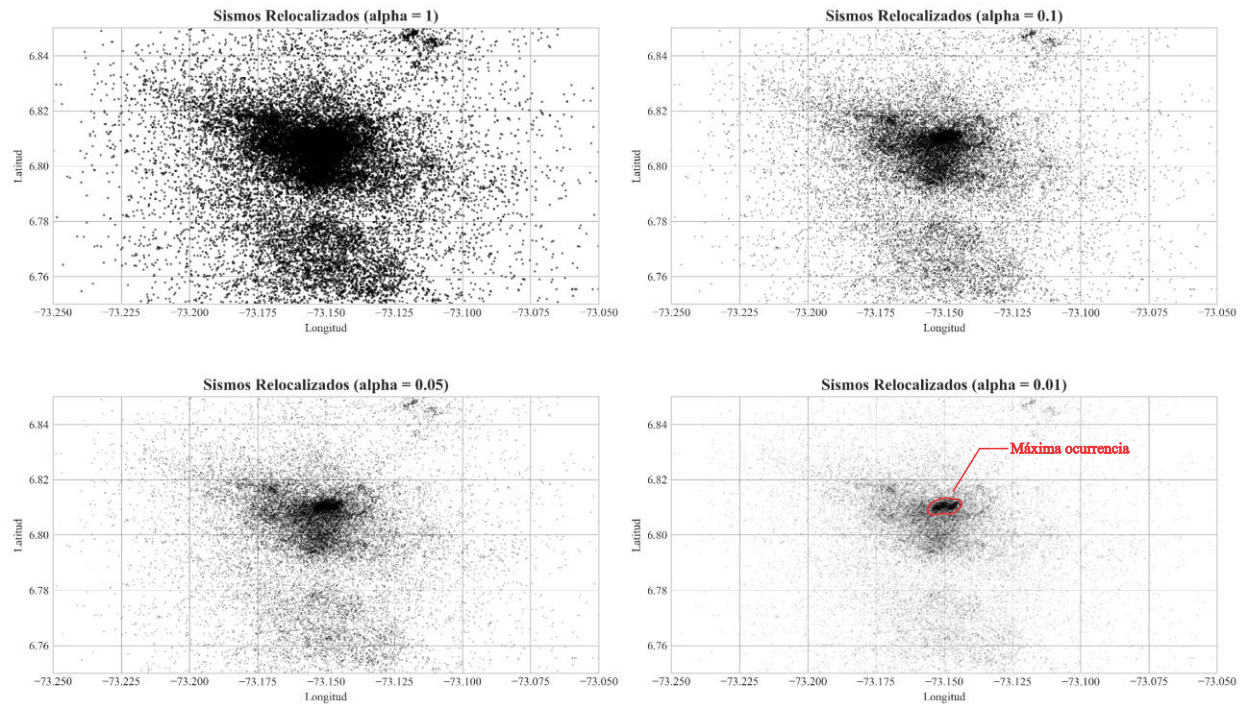 Sismos Relocalizados (alpha = 1)
6.84
6.82
6.80
6.78
6.76
Latitud
−73.250 −73.225 −73.200 −73.175 −73.150 −73.125 −73.100 −73.075 −73.050
Longitud
Sismos Relocalizados (alpha = 0.1)
6.84
6.82
6.80
6.78
6.76
Latitud
−73.250 −73.225 −73.200 −73.175 −73.150 −73.125 −73.100 −73.075 −73.050
Longitud
Sismos Relocalizados (alpha = 0.05)
6.84
6.82
6.80
6.78
6.76
Latitud
−73.250 −73.225 −73.200 −73.175 −73.150 −73.125 −73.100 −73.075 −73.050
Longitud
Sismos Relocalizados (alpha = 0.01)
6.84
Máxima ocurrencia
6.82
6.80
6.78
6.76
Latitud
−73.250 −73.225 −73.200 −73.175 −73.150 −73.125 −73.100 −73.075 −73.050
Longitud